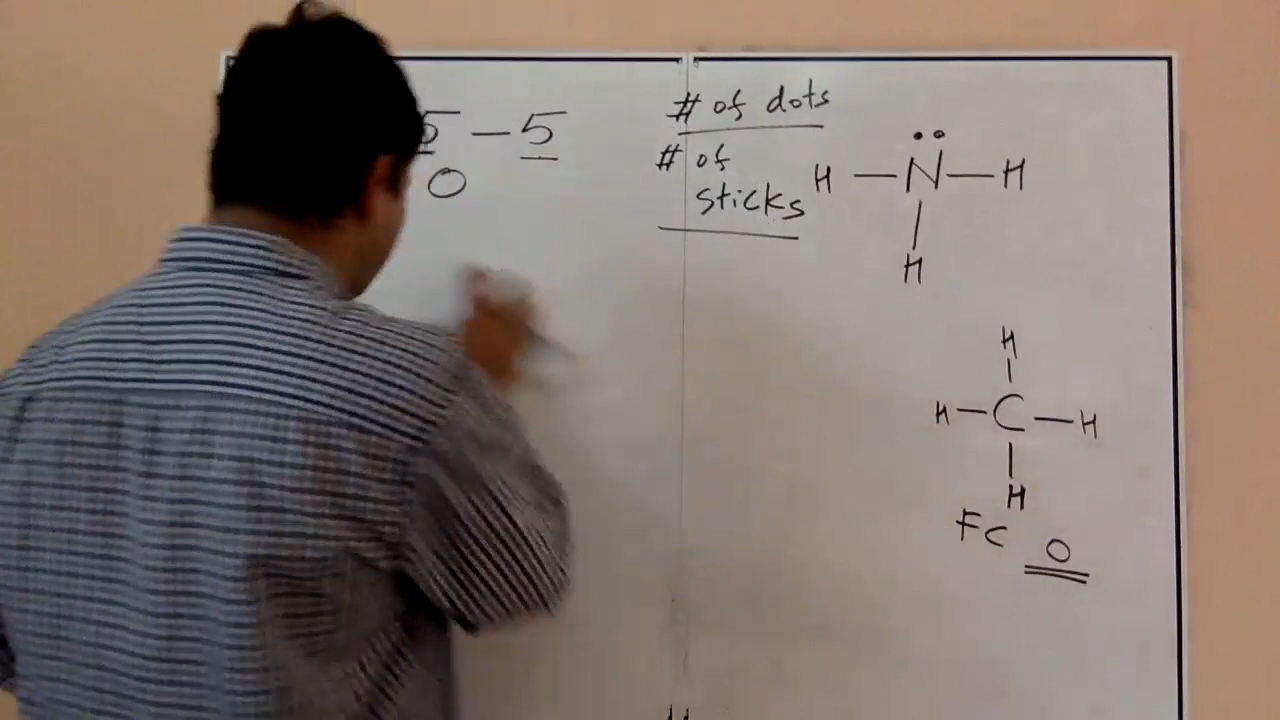 5 - 5
0
# of dots
# of
sticks
••
H - N - H
|
H
H
|
H - C - H
|
H
FC 0